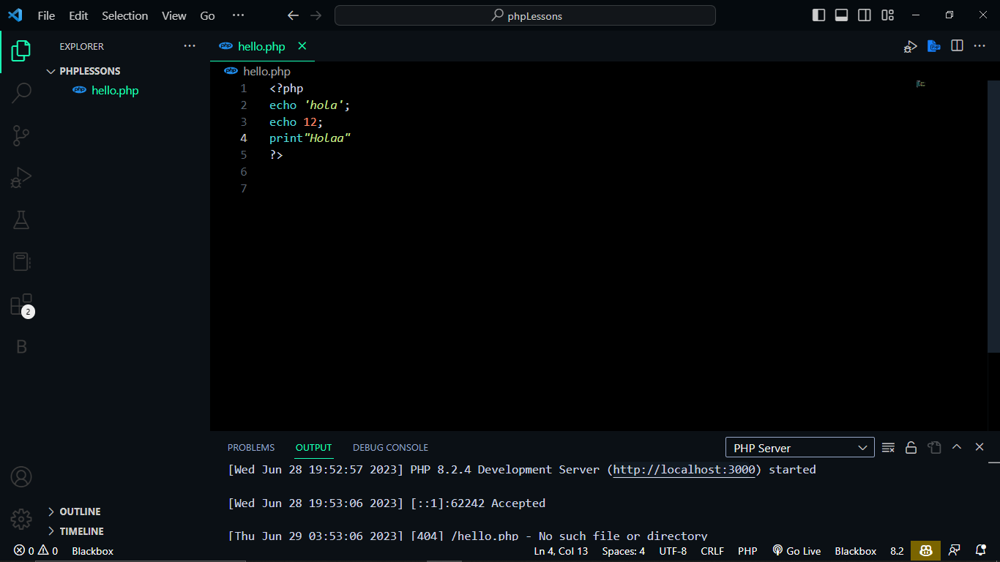 File Edit Selection View Go ··· phpLessons
EXPLORER ···
PHPLESSONS
php hello.php
php hello.php
php hello.php
1 <?php
2 echo 'hola';
3 echo 12;
4 print"Holaa"
5 ?>
6
7
2
B
OUTLINE
TIMELINE
PROBLEMS OUTPUT DEBUG CONSOLE PHP Server
[Wed Jun 28 19:52:57 2023] PHP 8.2.4 Development Server (http://localhost:3000) started
[Wed Jun 28 19:53:06 2023] [::1]:62242 Accepted
[Thu Jun 29 03:53:06 2023] [404] /hello.php - No such file or directory
0 0 Blackbox Ln 4, Col 13 Spaces: 4 UTF-8 CRLF PHP Go Live Blackbox 8.2